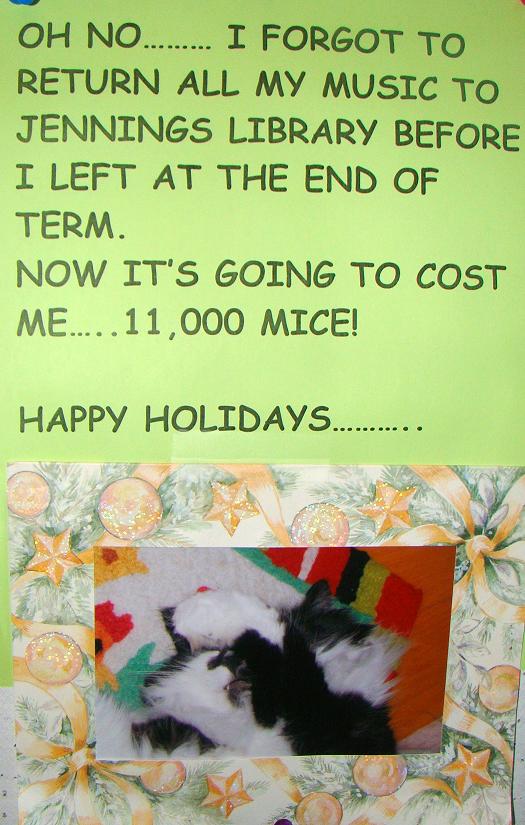 OH NO……… I FORGOT TO
RETURN ALL MY MUSIC TO
JENNINGS LIBRARY BEFORE
I LEFT AT THE END OF
TERM.
NOW IT'S GOING TO COST
ME…..11,000 MICE!
HAPPY HOLIDAYS………..